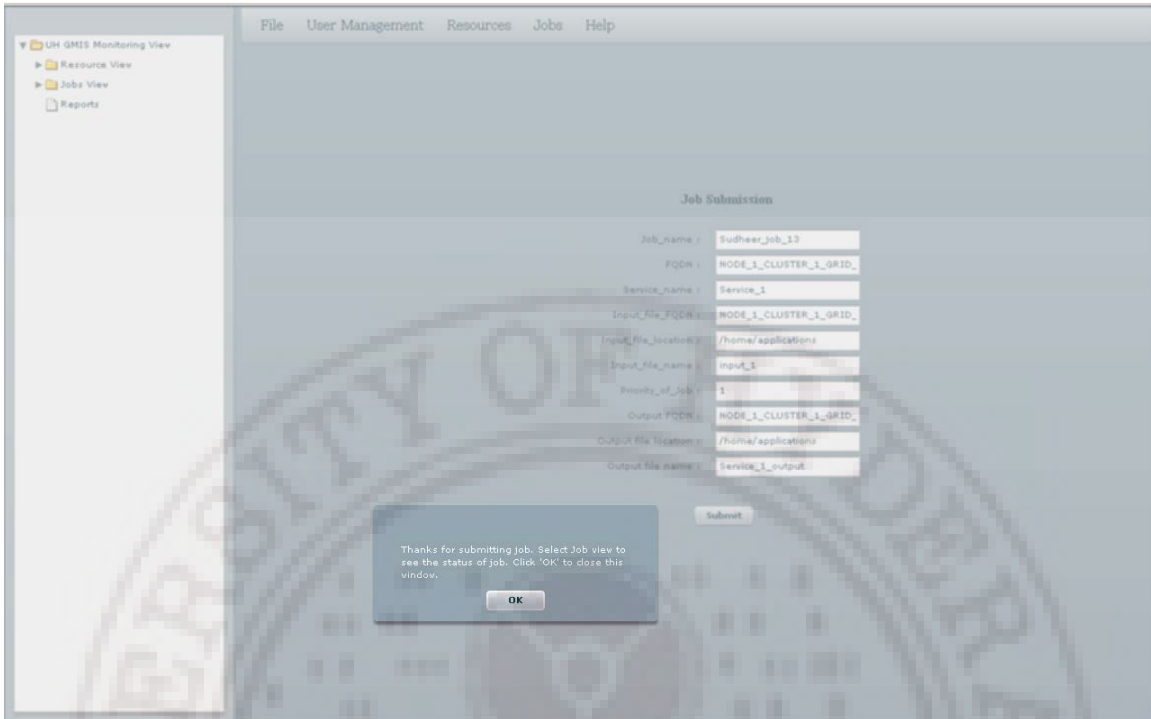 File User Management Resources Jobs Help
UH GMIS Monitoring View
Resource View
Jobs View
Reports
Job Submission
Job_name : Sudheer_job_13
FQDN : NODE_1_CLUSTER_1_GRID_
Service_name : Service_1
Input_file_FQDN : NODE_1_CLUSTER_1_GRID_
Input_file_location : /home/applications
Input_file_name : input_1
Priority_of_Job : 1
Output FQDN : NODE_1_CLUSTER_1_GRID_
Output file location : /home/applications
Output file name : Service_1_output
Submit
Thanks for submitting job. Select Job view to
see the status of job. Click 'OK' to close this
window.
OK